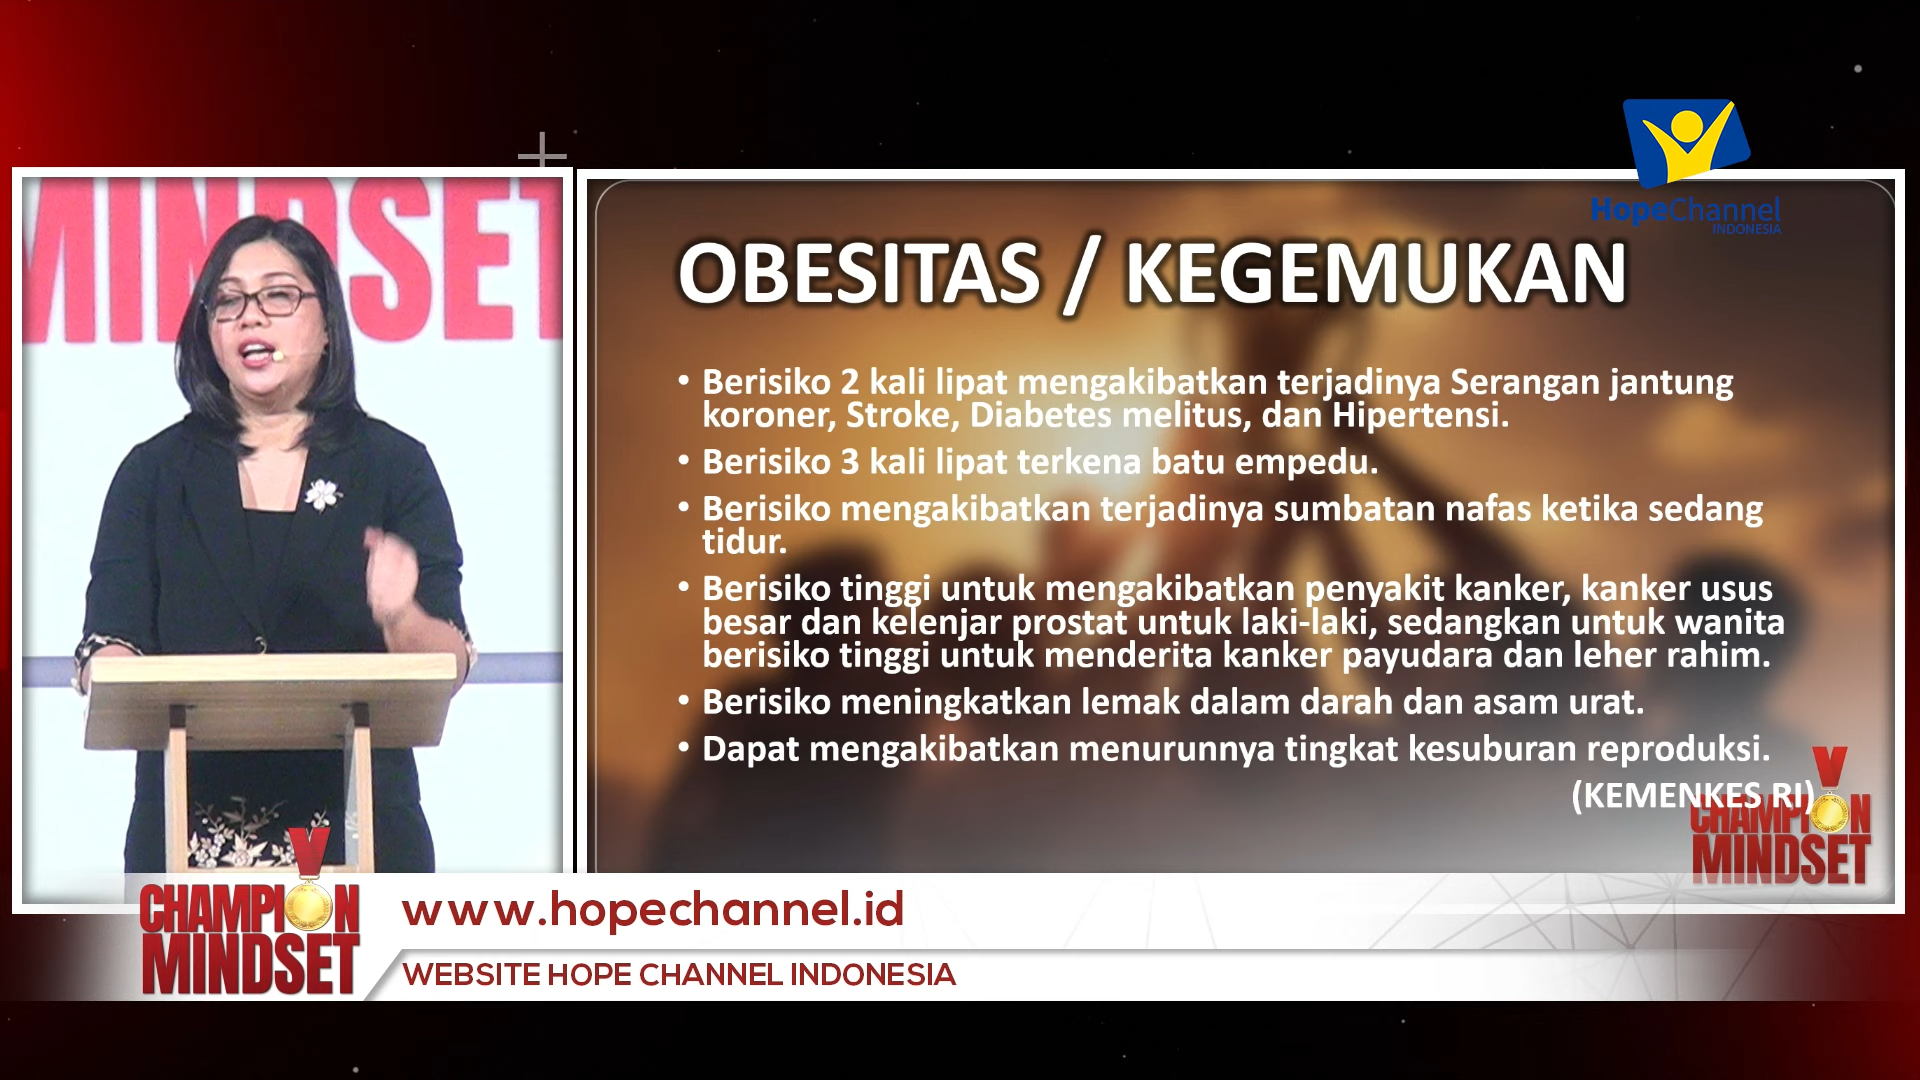 MINDSET
HopeChannel
INDONESIA
OBESITAS / KEGEMUKAN
• Berisiko 2 kali lipat mengakibatkan terjadinya Serangan jantung
koroner, Stroke, Diabetes melitus, dan Hipertensi.
• Berisiko 3 kali lipat terkena batu empedu.
• Berisiko mengakibatkan terjadinya sumbatan nafas ketika sedang
tidur.
• Berisiko tinggi untuk mengakibatkan penyakit kanker, kanker usus
besar dan kelenjar prostat untuk laki-laki, sedangkan untuk wanita
berisiko tinggi untuk menderita kanker payudara dan leher rahim.
• Berisiko meningkatkan lemak dalam darah dan asam urat.
• Dapat mengakibatkan menurunnya tingkat kesuburan reproduksi.
(KEMENKES RI)
CHAMPION
MINDSET
CHAMPION
MINDSET
www.hopechannel.id
WEBSITE HOPE CHANNEL INDONESIA